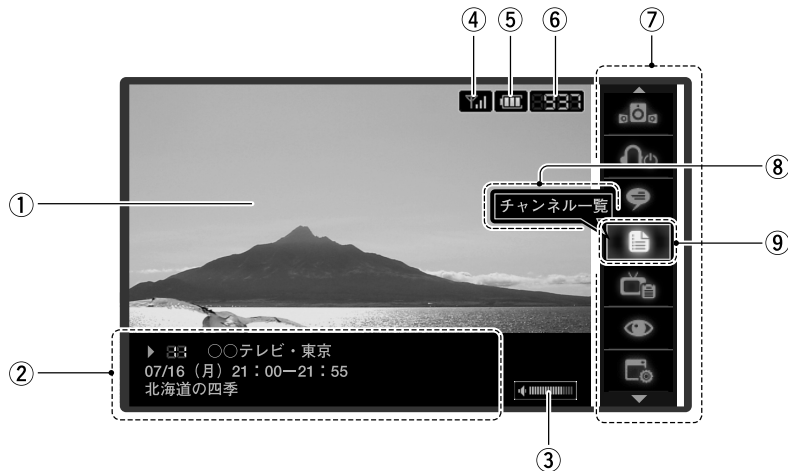 ④ ⑤ ⑥ ⑦
537
⑧
チャンネル一覧
①
⑨
○○テレビ・東京
07/16（月）21：00ー21：55
北海道の四季
②
③